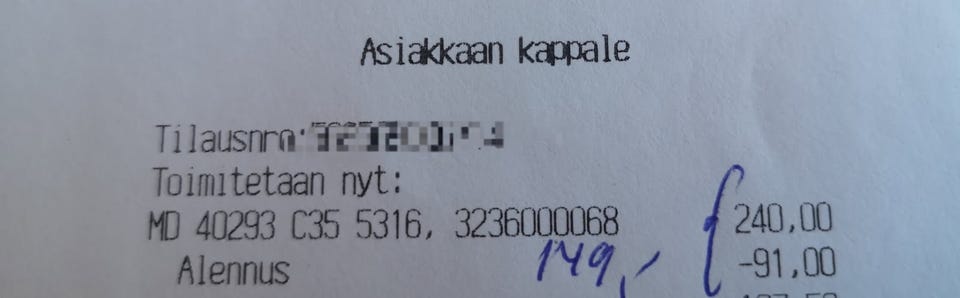 Asiakkaan kappale
Tilausnro:
Toimitetaan nyt:
MD 40293 C35 5316, 3236000068 240,00
Alennus 149,- -91,00